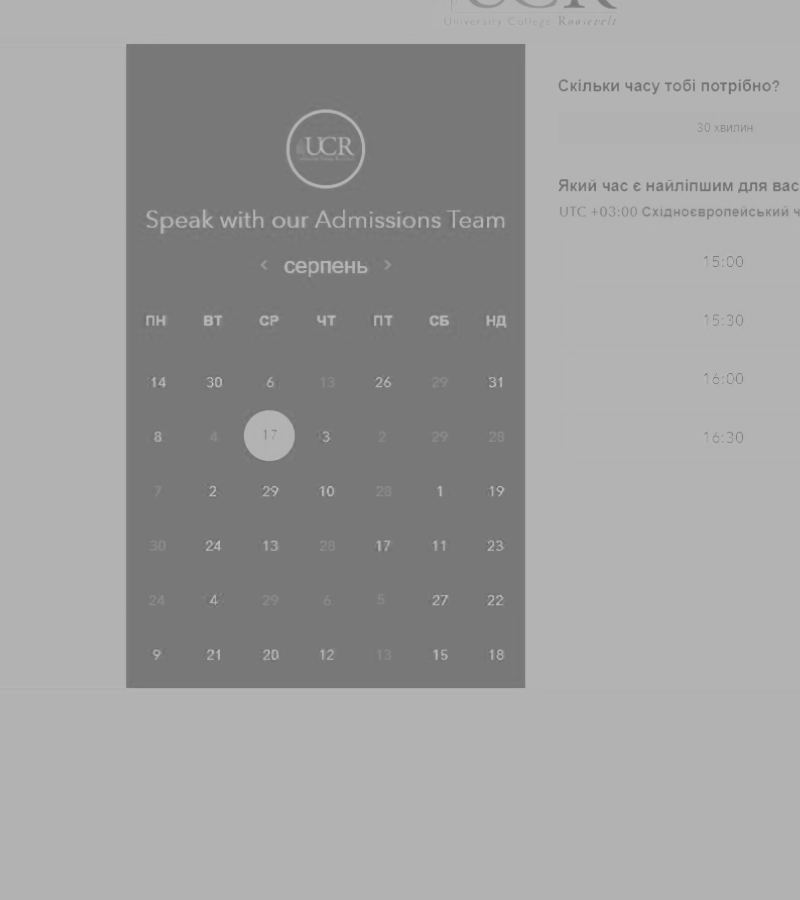 UCR
University College Roosevelt
UCR
Speak with our Admissions Team
серпень
ПН ВТ СР ЧТ ПТ СБ НД
14 30 6 13 26 29 31
8 4 17 3 2 29 28
7 2 29 10 28 1 19
30 24 13 28 17 11 23
24 4 29 6 5 27 22
9 21 20 12 13 15 18
Скільки часу тобі потрібно?
30 хвилин
Який час є найліпшим для вас
UTC +03:00 Східноєвропейський ч
15:00
15:30
16:00
16:30